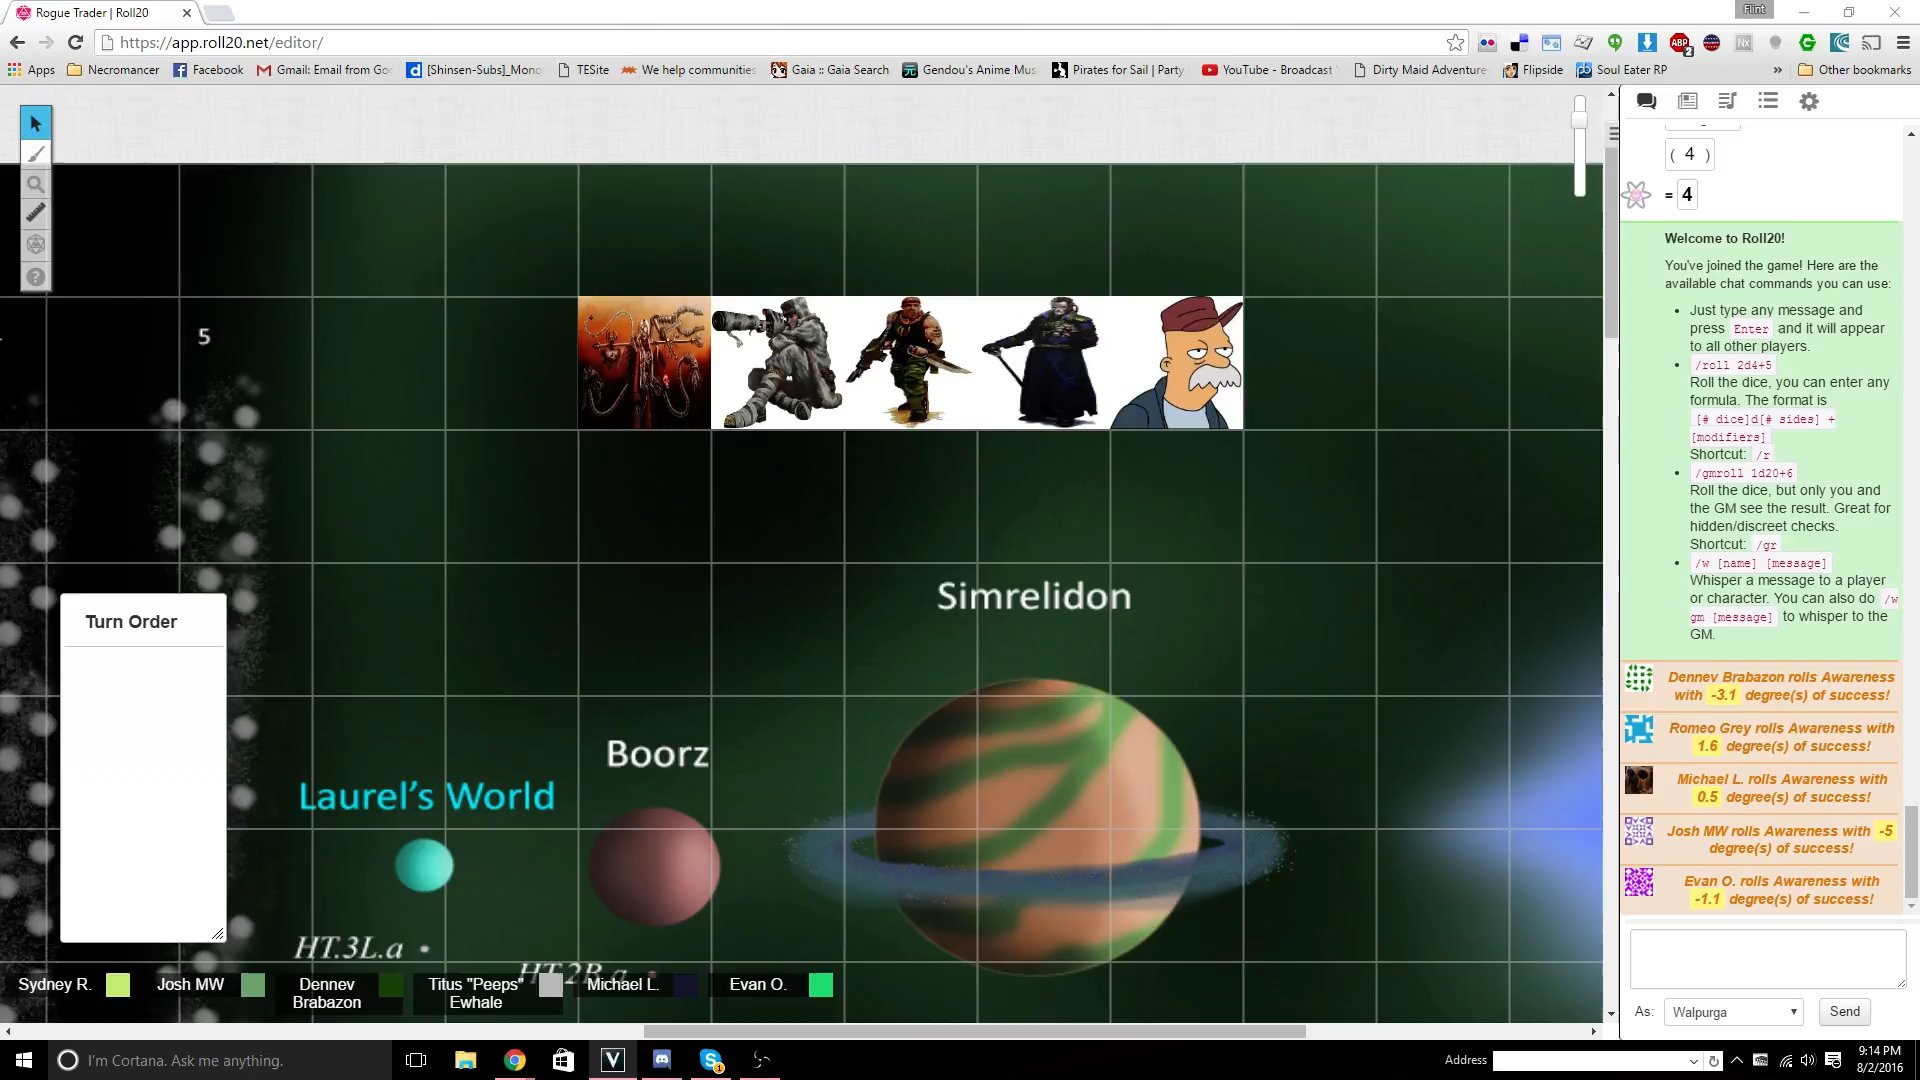 Rogue Trader | Roll20
Flint
https://app.roll20.net/editor/
Apps Necromancer Facebook Gmail: Email from Go [Shinsen-Subs]_Mono TESite We help communities Gaia :: Gaia Search Gendou's Anime Mus Pirates for Sail | Party YouTube - Broadcast Dirty Maid Adventure Flipside Soul Eater RP » Other bookmarks
5
Simrelidon
Boorz
Laurel's World
HT.3L.a
HT.2B.a
Turn Order
Sydney R.
Josh MW
Dennev
Brabazon
Titus "Peeps"
Ewhale
Michael L.
Evan O.
( 4 )
= 4
Welcome to Roll20!
You've joined the game! Here are the
available chat commands you can use:
• Just type any message and
press Enter and it will appear
to all other players.
• /roll 2d4+5
Roll the dice, you can enter any
formula. The format is
[# dice]d[# sides] +
[modifiers]
Shortcut: /r
• /gmroll 1d20+6
Roll the dice, but only you and
the GM see the result. Great for
hidden/discreet checks.
Shortcut: /gr
• /w [name] [message]
Whisper a message to a player
or character. You can also do /w
gm [message] to whisper to the
GM.
Dennev Brabazon rolls Awareness
with -3.1 degree(s) of success!
Romeo Grey rolls Awareness with
1.6 degree(s) of success!
Michael L. rolls Awareness with
0.5 degree(s) of success!
Josh MW rolls Awareness with -5
degree(s) of success!
Evan O. rolls Awareness with
-1.1 degree(s) of success!
As: Walpurga Send
I'm Cortana. Ask me anything.
Address
9:14 PM
8/2/2016